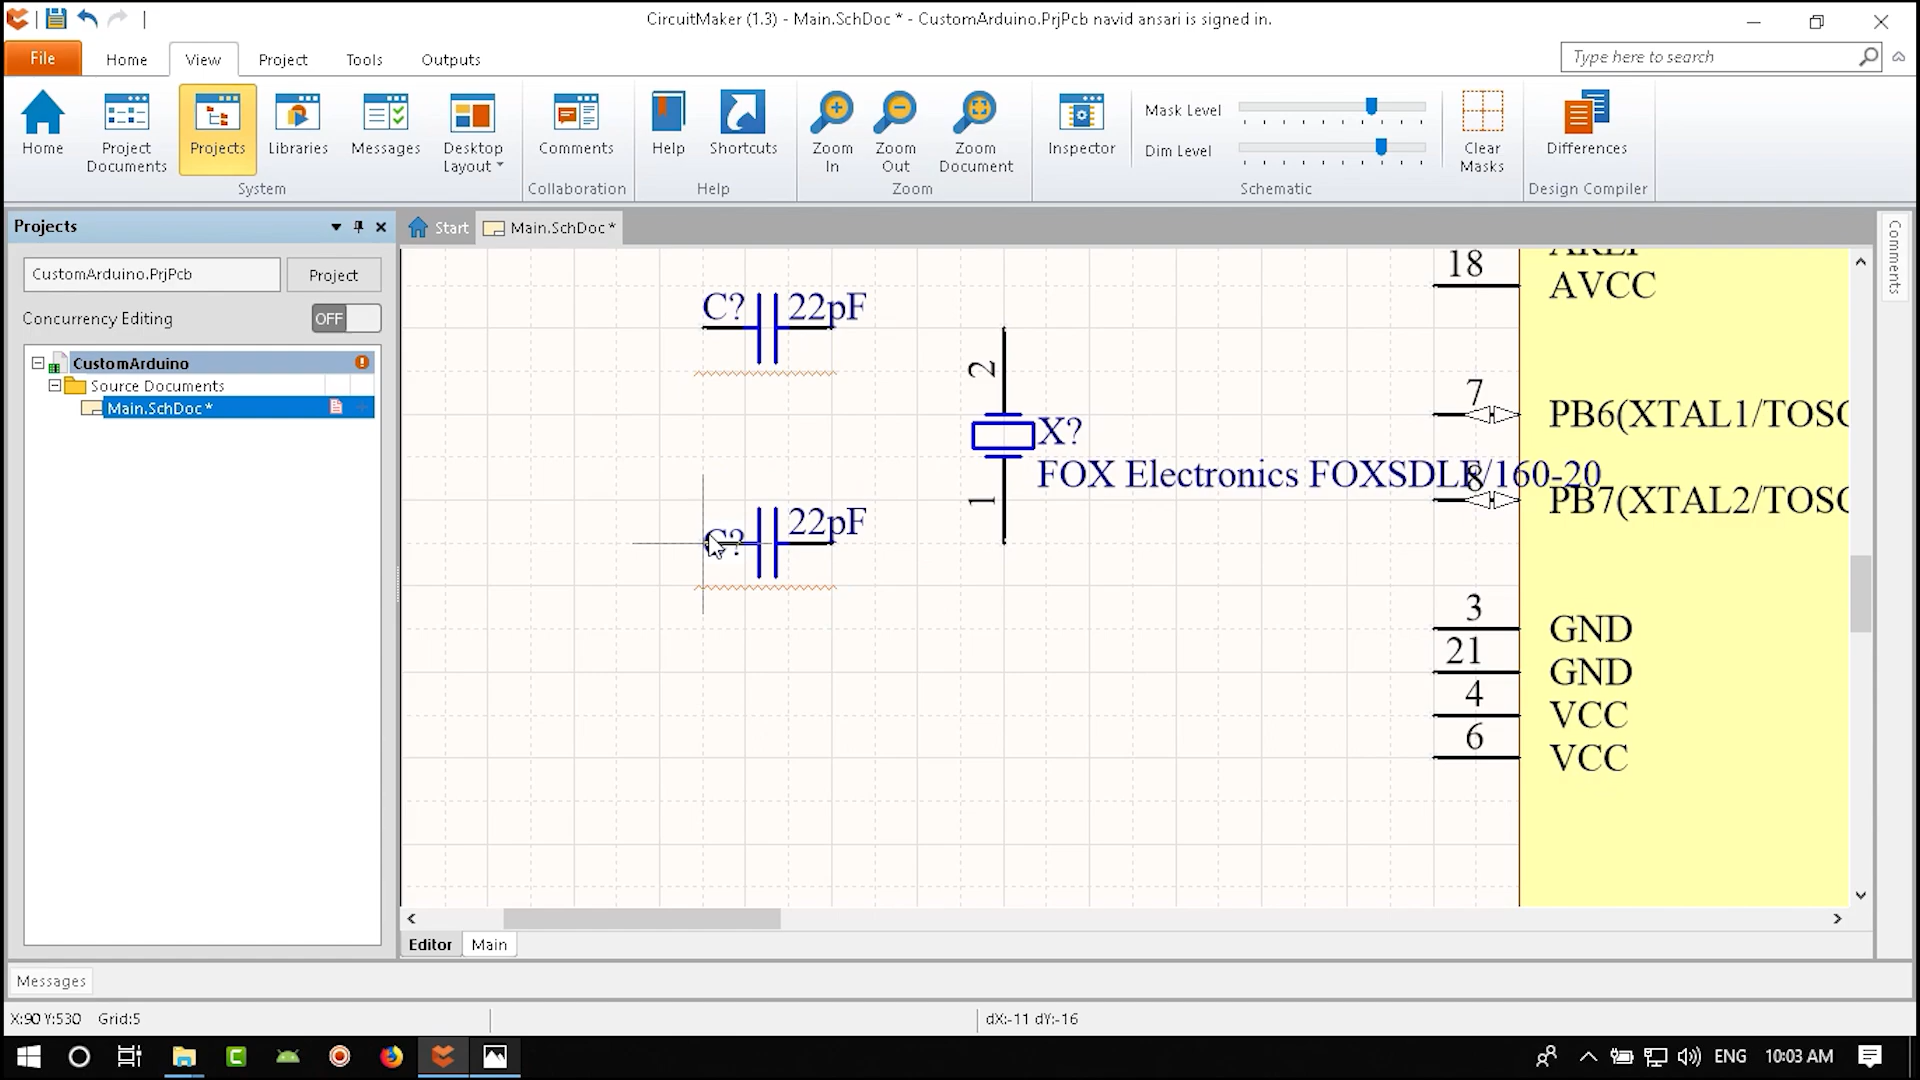 CircuitMaker (1.3) - Main.SchDoc * - CustomArduino.PrjPcb navid ansari is signed in.
File Home View Project Tools Outputs
Type here to search
Home
Project Documents
Projects
Libraries
Messages
Desktop Layout
Comments
Help
Shortcuts
Zoom In
Zoom Out
Zoom Document
Inspector
Mask Level
Dim Level
Clear Masks
Differences
System Collaboration Help Zoom Schematic Design Compiler
Projects
CustomArduino.PrjPcb Project
Concurrency Editing OFF
CustomArduino
Source Documents
Main.SchDoc *
Start Main.SchDoc *
Comments
AREF
18 AVCC
C? 22pF
2
7 PB6(XTAL1/TOSC
X?
FOX Electronics FOXSDLF/160-20
8 PB7(XTAL2/TOSC
1
C? 22pF
3 GND
21 GND
4 VCC
6 VCC
Editor Main
Messages
X:90 Y:530 Grid:5 dX:-11 dY:-16
ENG 10:03 AM